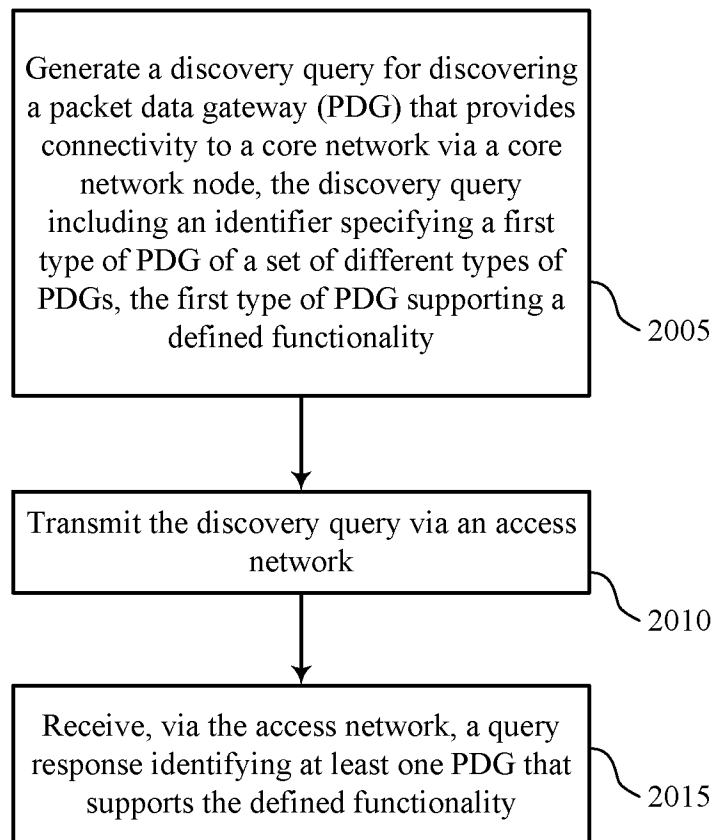 Generate a discovery query for discovering
a packet data gateway (PDG) that provides
connectivity to a core network via a core
network node, the discovery query
including an identifier specifying a first
type of PDG of a set of different types of
PDGs, the first type of PDG supporting a
defined functionality
2005
Transmit the discovery query via an access
network
2010
Receive, via the access network, a query
response identifying at least one PDG that
supports the defined functionality
2015